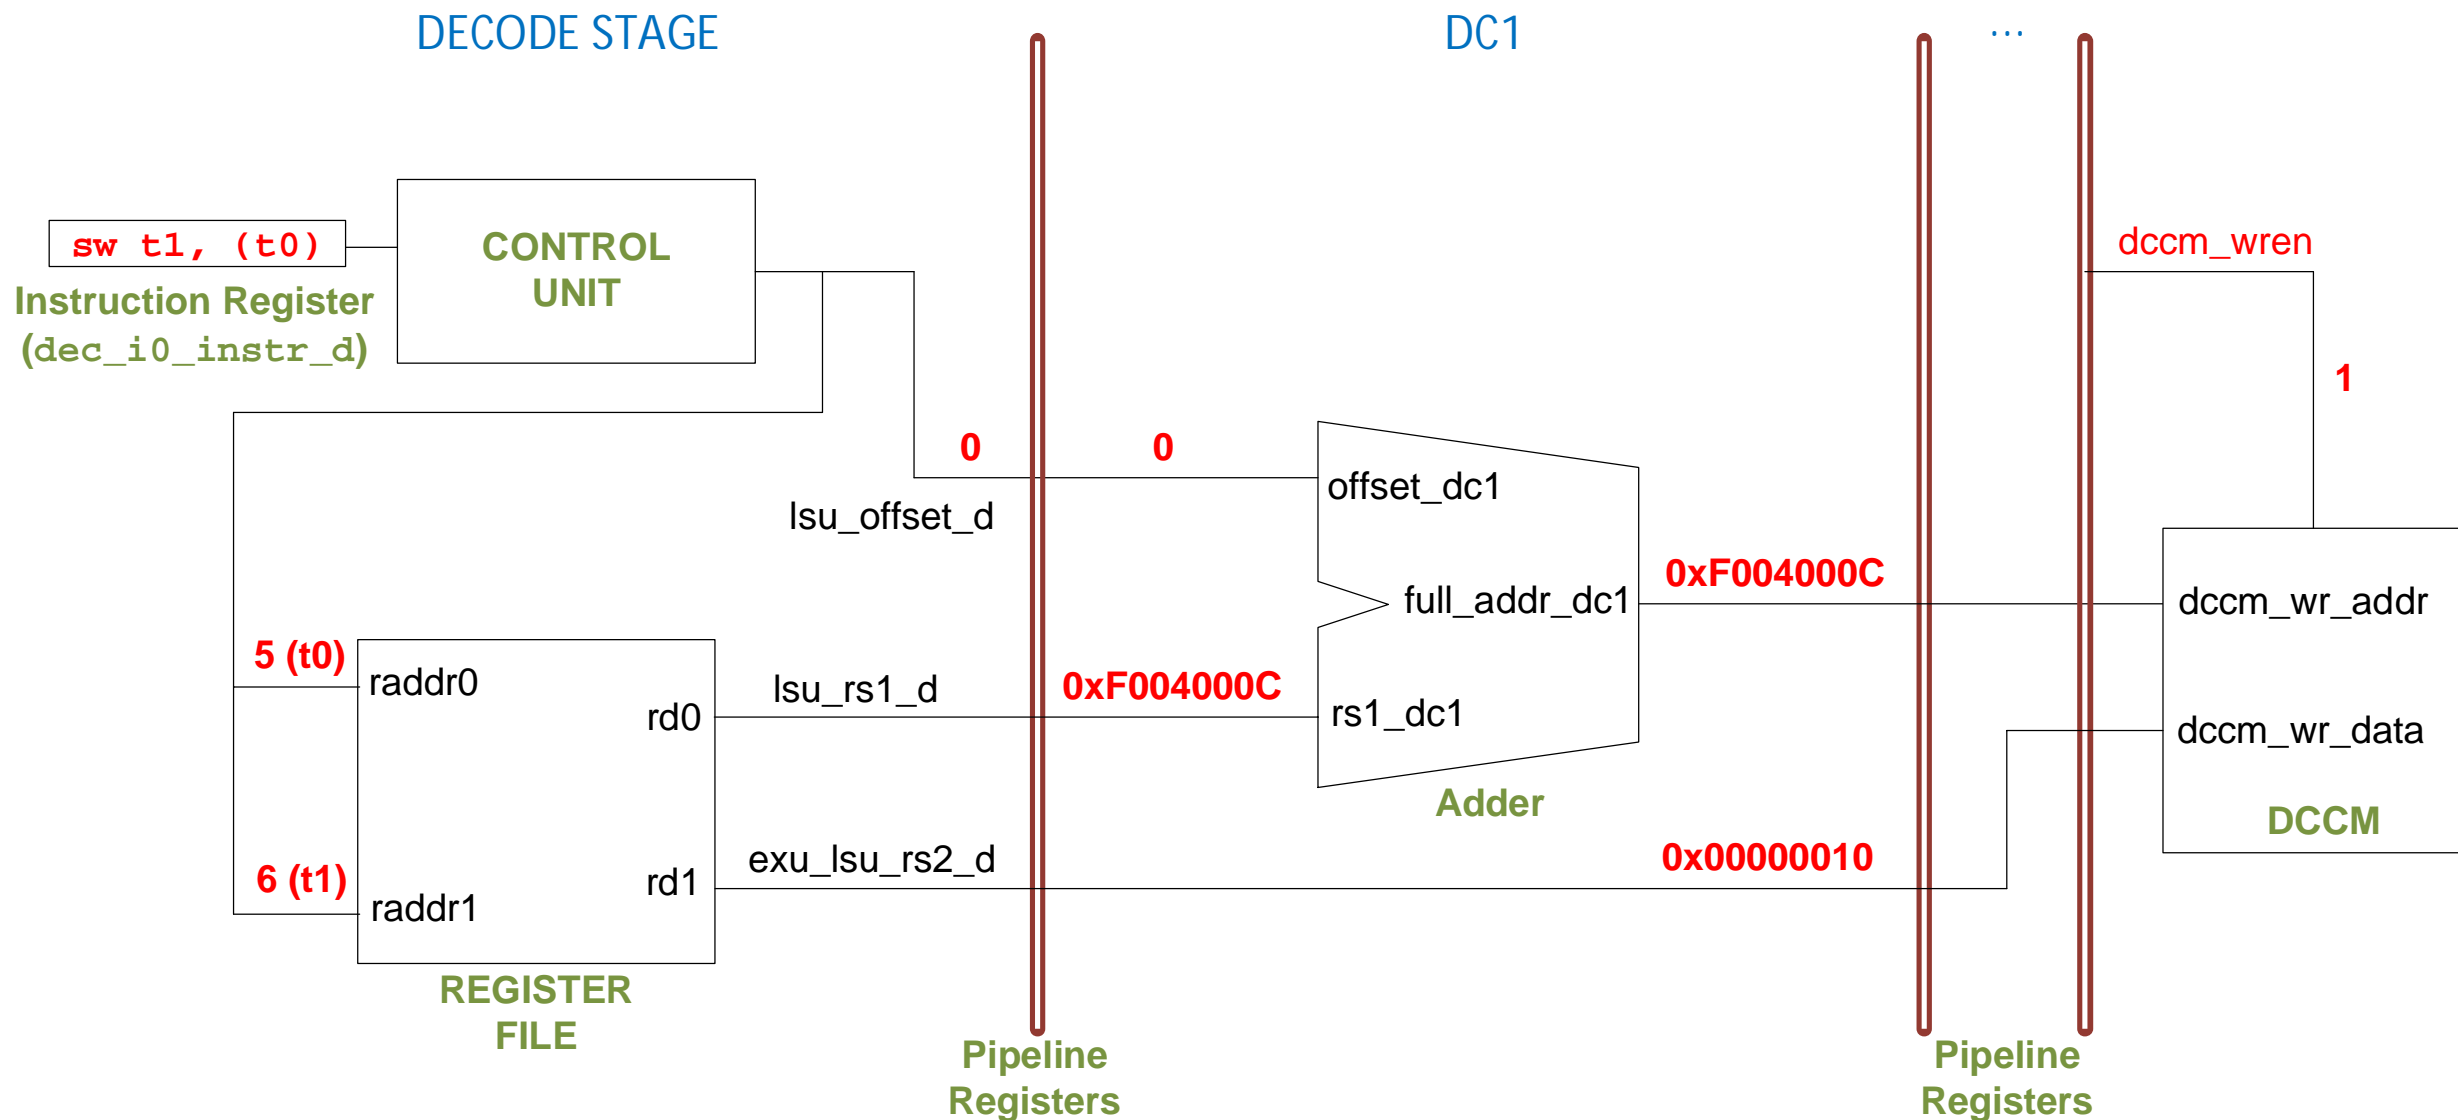 DECODE STAGE
DC1
...
sw t1, (t0)
Instruction Register
(dec_i0_instr_d)
CONTROL
UNIT
dccm_wren
1
0
0
lsu_offset_d
offset_dc1
full_addr_dc1
rs1_dc1
Adder
0xF004000C
dccm_wr_addr
dccm_wr_data
DCCM
5 (t0)
raddr0
rd0
lsu_rs1_d
0xF004000C
6 (t1)
raddr1
rd1
exu_lsu_rs2_d
0x00000010
REGISTER
FILE
Pipeline
Registers
Pipeline
Registers